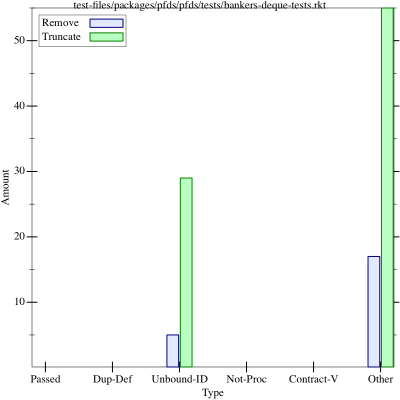 test-files/packages/pfds/pfds/tests/bankers-deque-tests.rkt
Remove
Truncate
50
40
30
20
10
Amount
Passed Dup-Def Unbound-ID Not-Proc Contract-V Other
Type